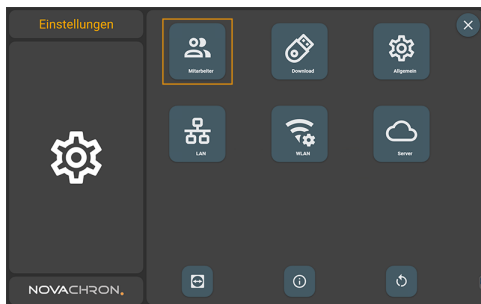 Einstellungen
Mitarbeiter
Download
Allgemein
LAN
WLAN
Server
NOVACHRON.